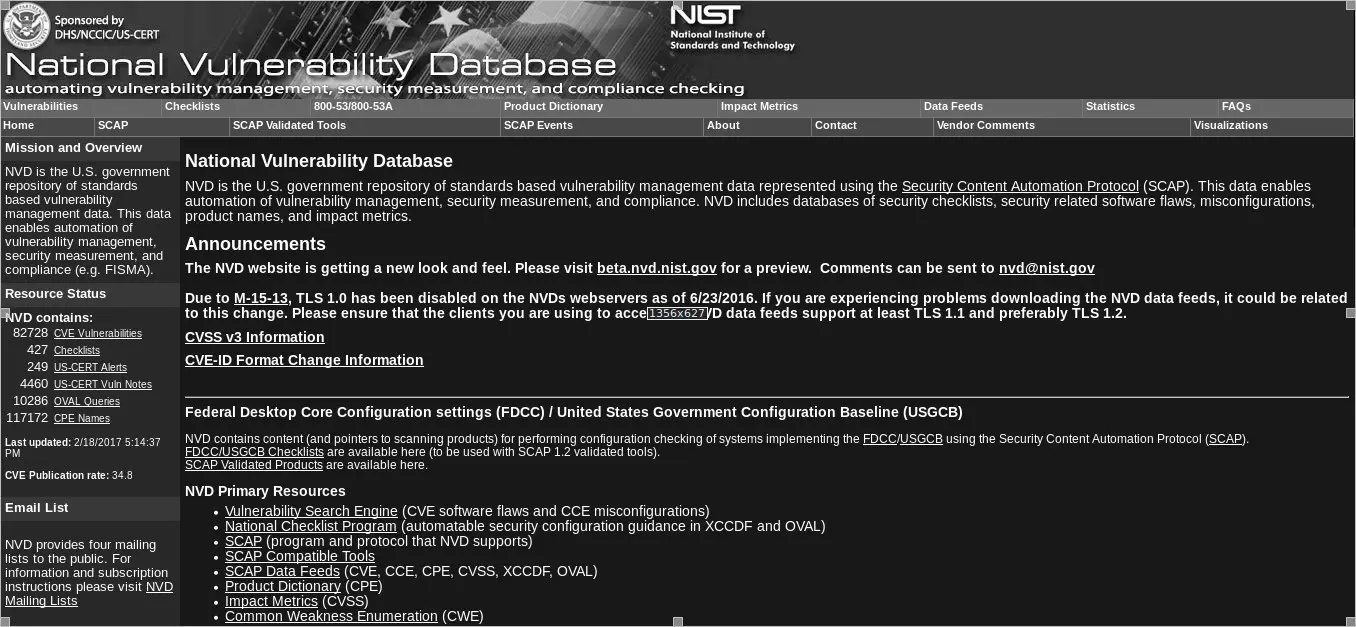 Sponsored by
DHS/NCCIC/US-CERT
NIST
National Institute of
Standards and Technology
National Vulnerability Database
automating vulnerability management, security measurement, and compliance checking
Vulnerabilities Checklists 800-53/800-53A Product Dictionary Impact Metrics Data Feeds Statistics FAQs
Home SCAP SCAP Validated Tools SCAP Events About Contact Vendor Comments Visualizations
Mission and Overview
NVD is the U.S. government
repository of standards
based vulnerability
management data. This data
enables automation of
vulnerability management,
security measurement, and
compliance (e.g. FISMA).
Resource Status
NVD contains:
82728 CVE Vulnerabilities
427 Checklists
249 US-CERT Alerts
4460 US-CERT Vuln Notes
10286 OVAL Queries
117172 CPE Names
Last updated: 2/18/2017 5:14:37
PM
CVE Publication rate: 34.8
Email List
NVD provides four mailing
lists to the public. For
information and subscription
instructions please visit NVD
Mailing Lists
National Vulnerability Database
NVD is the U.S. government repository of standards based vulnerability management data represented using the Security Content Automation Protocol (SCAP). This data enables
automation of vulnerability management, security measurement, and compliance. NVD includes databases of security checklists, security related software flaws, misconfigurations,
product names, and impact metrics.
Announcements
The NVD website is getting a new look and feel. Please visit beta.nvd.nist.gov for a preview. Comments can be sent to nvd@nist.gov
Due to M-15-13, TLS 1.0 has been disabled on the NVDs webservers as of 6/23/2016. If you are experiencing problems downloading the NVD data feeds, it could be related
to this change. Please ensure that the clients you are using to acce 1356x627 /D data feeds support at least TLS 1.1 and preferably TLS 1.2.
CVSS v3 Information
CVE-ID Format Change Information
Federal Desktop Core Configuration settings (FDCC) / United States Government Configuration Baseline (USGCB)
NVD contains content (and pointers to scanning products) for performing configuration checking of systems implementing the FDCC/USGCB using the Security Content Automation Protocol (SCAP).
FDCC/USGCB Checklists are available here (to be used with SCAP 1.2 validated tools).
SCAP Validated Products are available here.
NVD Primary Resources
• Vulnerability Search Engine (CVE software flaws and CCE misconfigurations)
• National Checklist Program (automatable security configuration guidance in XCCDF and OVAL)
• SCAP (program and protocol that NVD supports)
• SCAP Compatible Tools
• SCAP Data Feeds (CVE, CCE, CPE, CVSS, XCCDF, OVAL)
• Product Dictionary (CPE)
• Impact Metrics (CVSS)
• Common Weakness Enumeration (CWE)